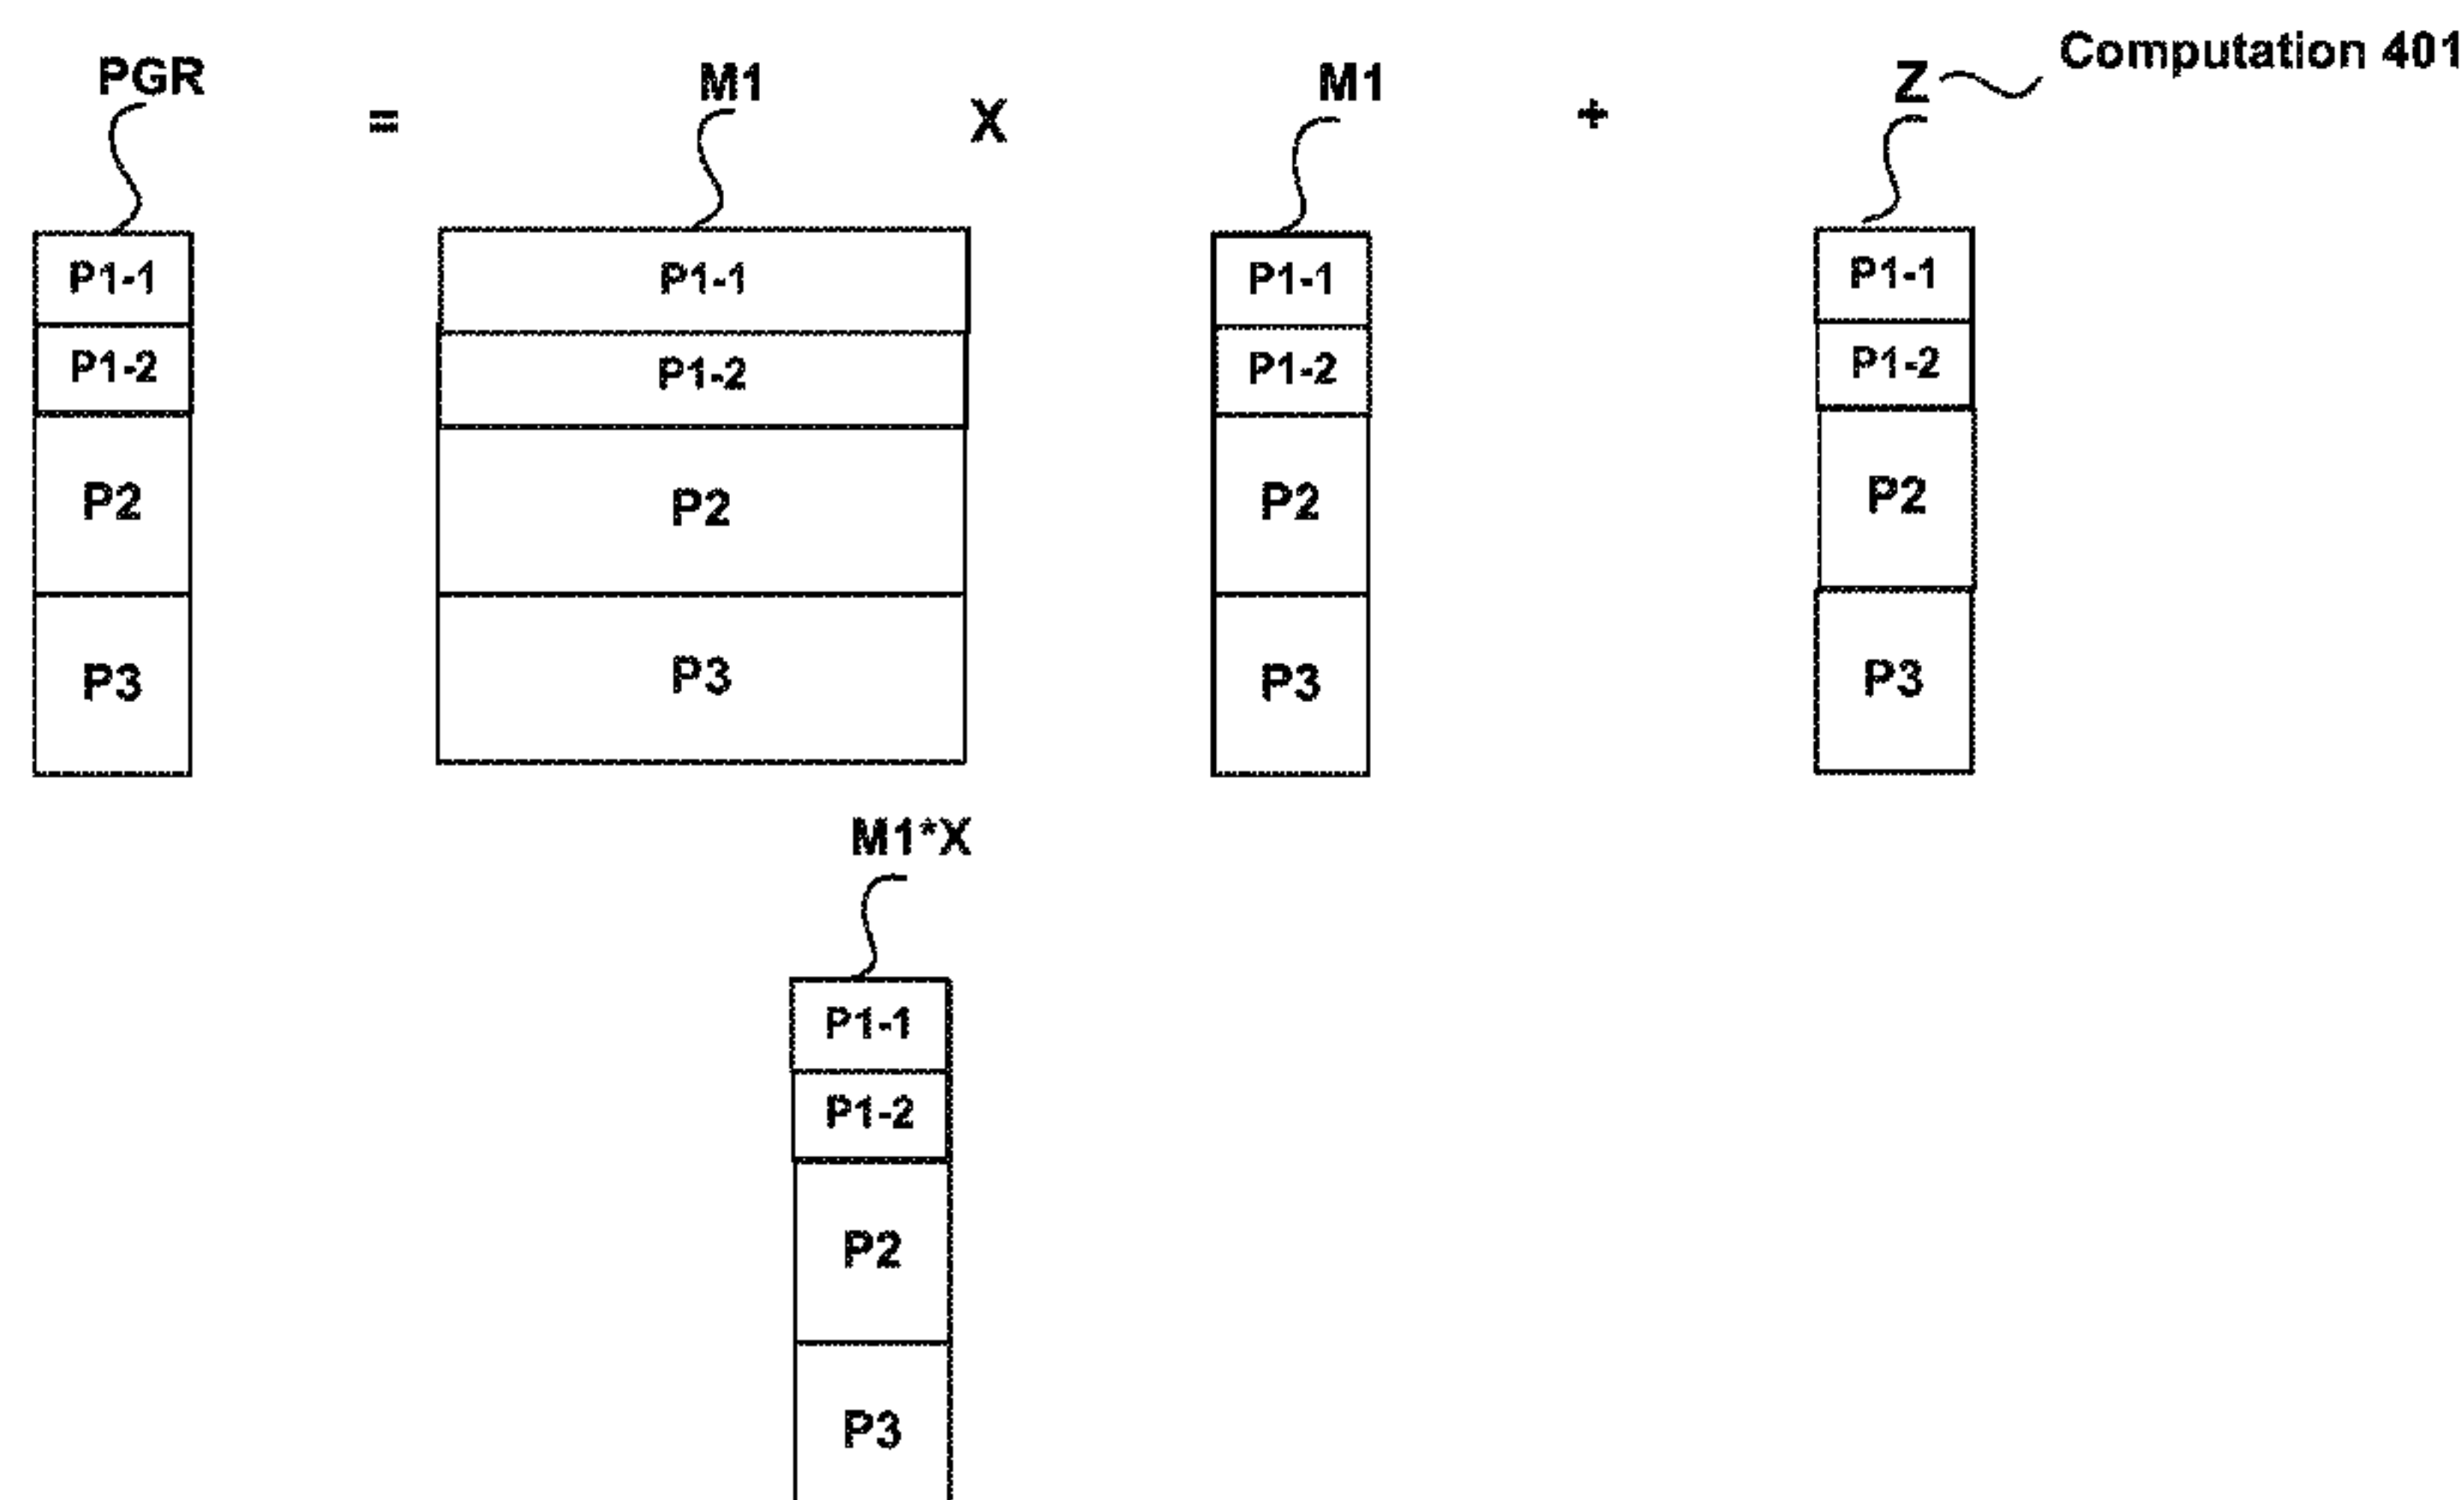 PGR = M1 X M1 + Z Computation 401
P1-1 P1-1 P1-1 P1-1
P1-2 P1-2 P1-2 P1-2
P2 P2 P2 P2
P3 P3 P3 P3
M1*X
P1-1
P1-2
P2
P3